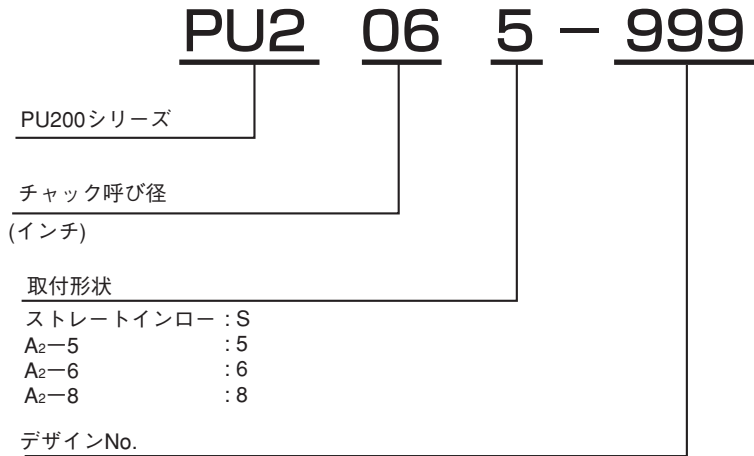 PU2 06 5 − 999
PU200シリーズ
チャック呼び径
(インチ)
取付形状
ストレートインロー : S
A₂−5 : 5
A₂−6 : 6
A₂−8 : 8
デザインNo.